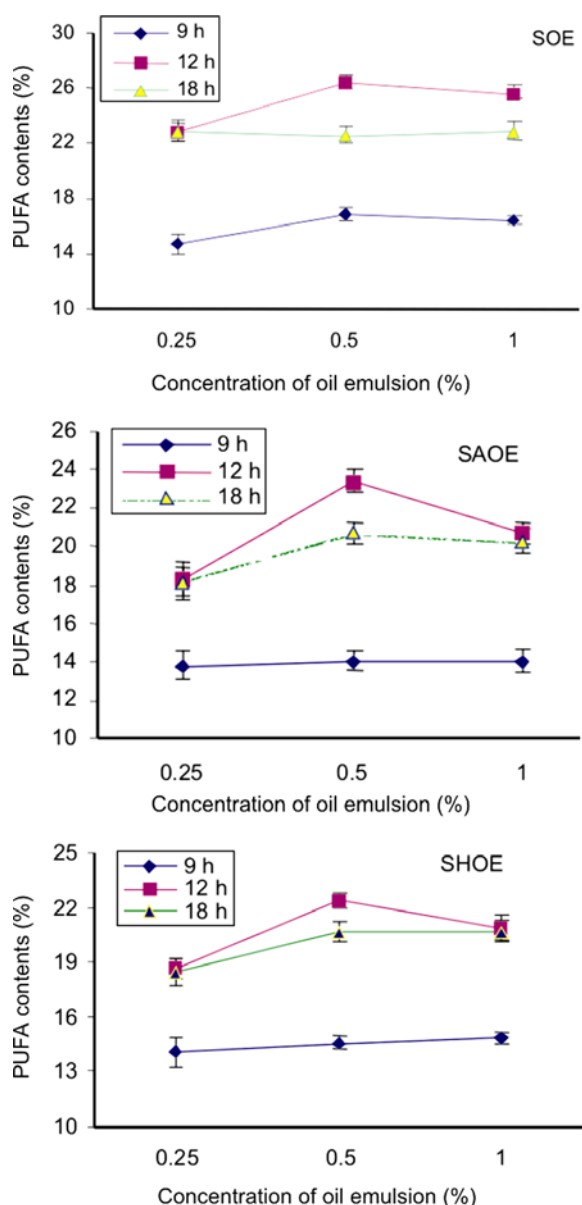 30
26
22
18
14
10
PUFA contents (%)
9 h
12 h
18 h
SOE
0.25 0.5 1
Concentration of oil emulsion (%)
26
24
22
20
18
16
14
12
10
PUFA contents (%)
9 h
12 h
18 h
SAOE
0.25 0.5 1
Concentration of oil emulsion (%)
25
22
19
16
13
10
PUFA contents (%)
9 h
12 h
18 h
SHOE
0.25 0.5 1
Concentration of oil emulsion (%)